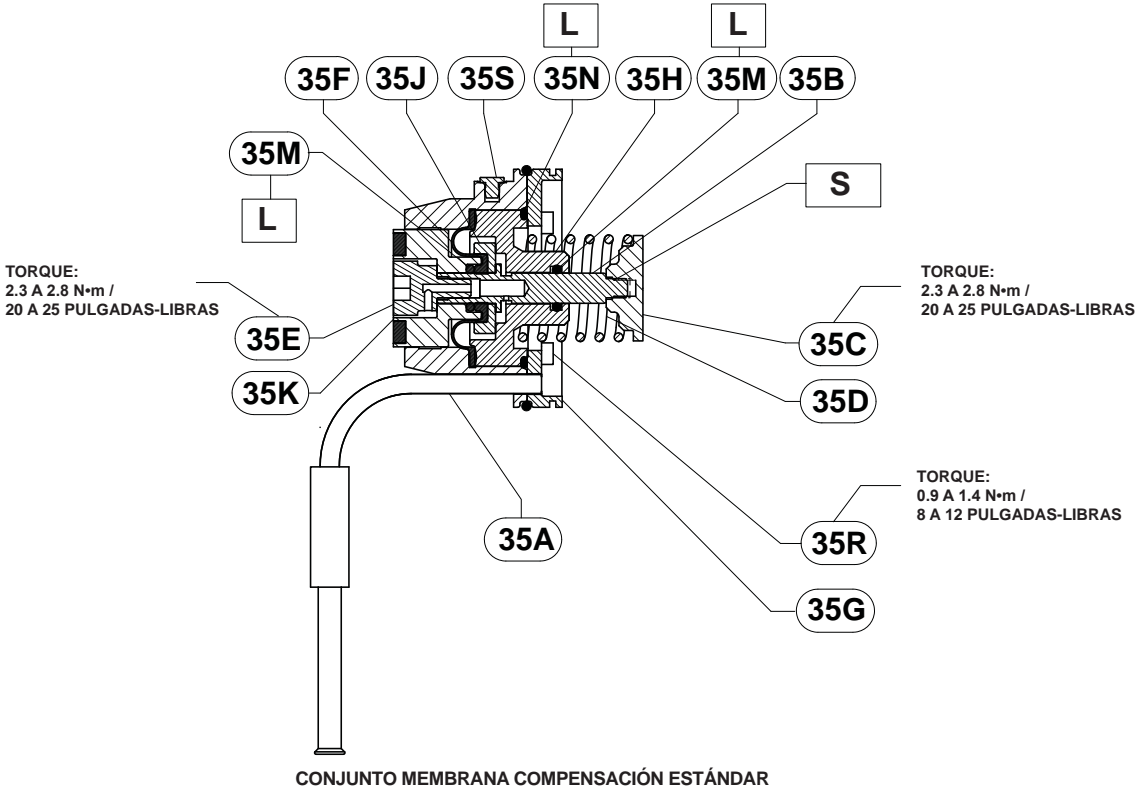 L
L
35F
35J
35S
35N
35H
35M
35B
35M
S
L
TORQUE:
2.3 A 2.8 N•m /
20 A 25 PULGADAS-LIBRAS
TORQUE:
2.3 A 2.8 N•m /
20 A 25 PULGADAS-LIBRAS
35E
35C
35K
35D
TORQUE:
0.9 A 1.4 N•m /
8 A 12 PULGADAS-LIBRAS
35A
35R
35G
CONJUNTO MEMBRANA COMPENSACIÓN ESTÁNDAR